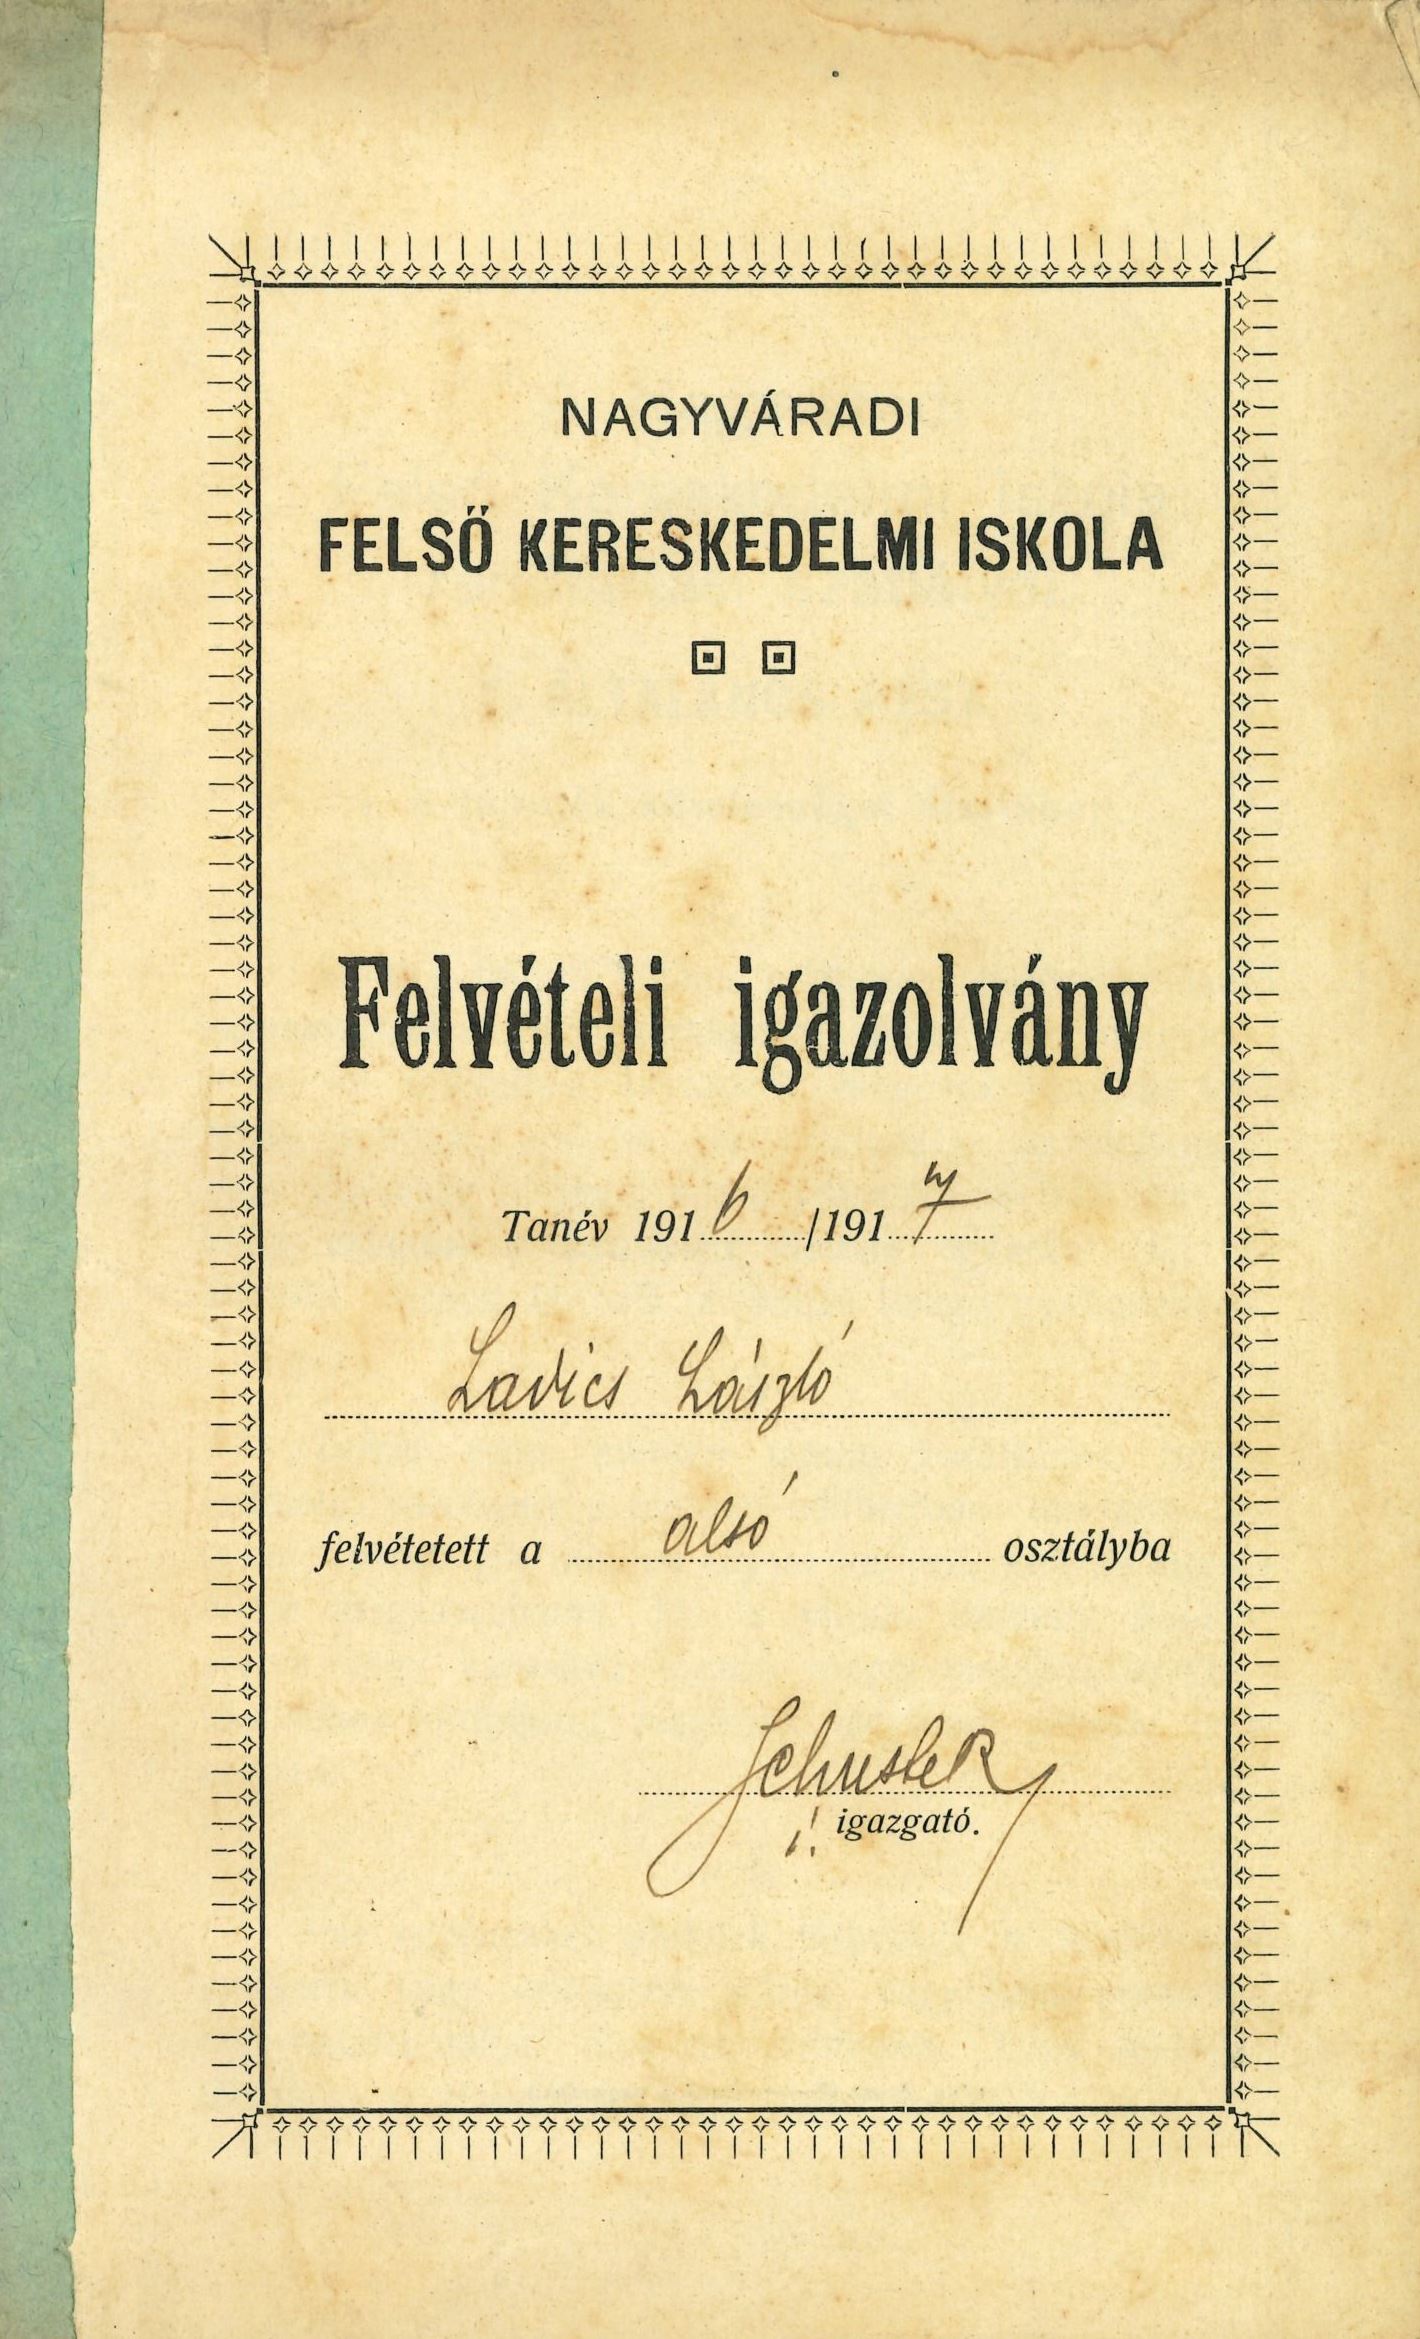 NAGYVÁRADI
FELSŐ KERESKEDELMI ISKOLA
Felvételi igazolvány
Tanév 1916/1917
Lavics László
felvétetett a alsó osztályba
Schuster
i. igazgató.